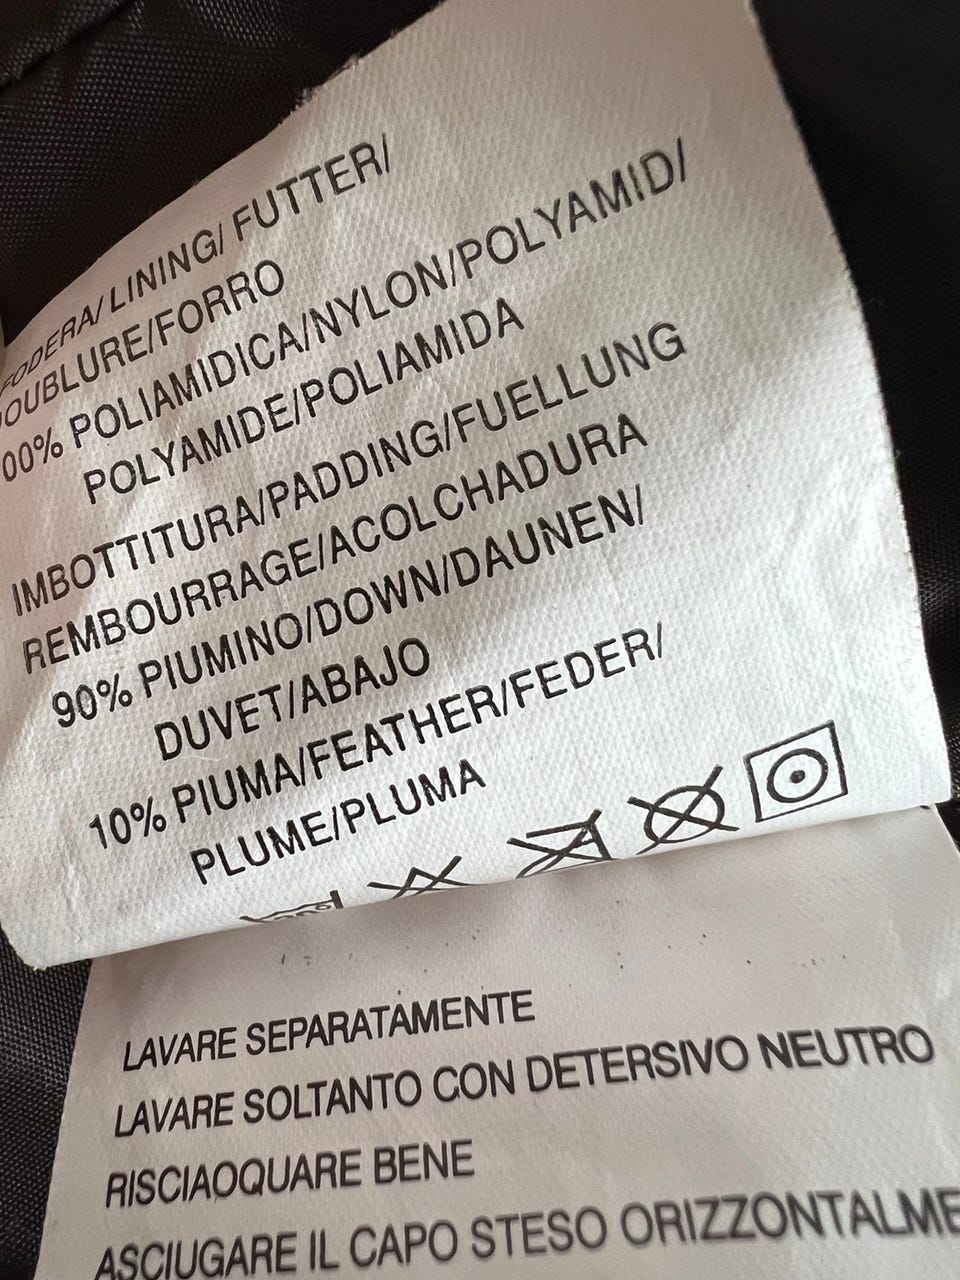 FODERA/LINING/FUTTER/
DOUBLURE/FORRO
00% POLIAMIDICA/NYLON/POLYAMID/
POLYAMIDE/POLIAMIDA
IMBOTTITURA/PADDING/FUELLUNG
REMBOURRAGE/ACOLCHADURA
90% PIUMINO/DOWN/DAUNEN/
DUVET/ABAJO
10% PIUMA/FEATHER/FEDER/
PLUME/PLUMA
LAVARE SEPARATAMENTE
LAVARE SOLTANTO CON DETERSIVO NEUTRO
RISCIAOQUARE BENE
ASCIUGARE IL CAPO STESO ORIZZONTALME